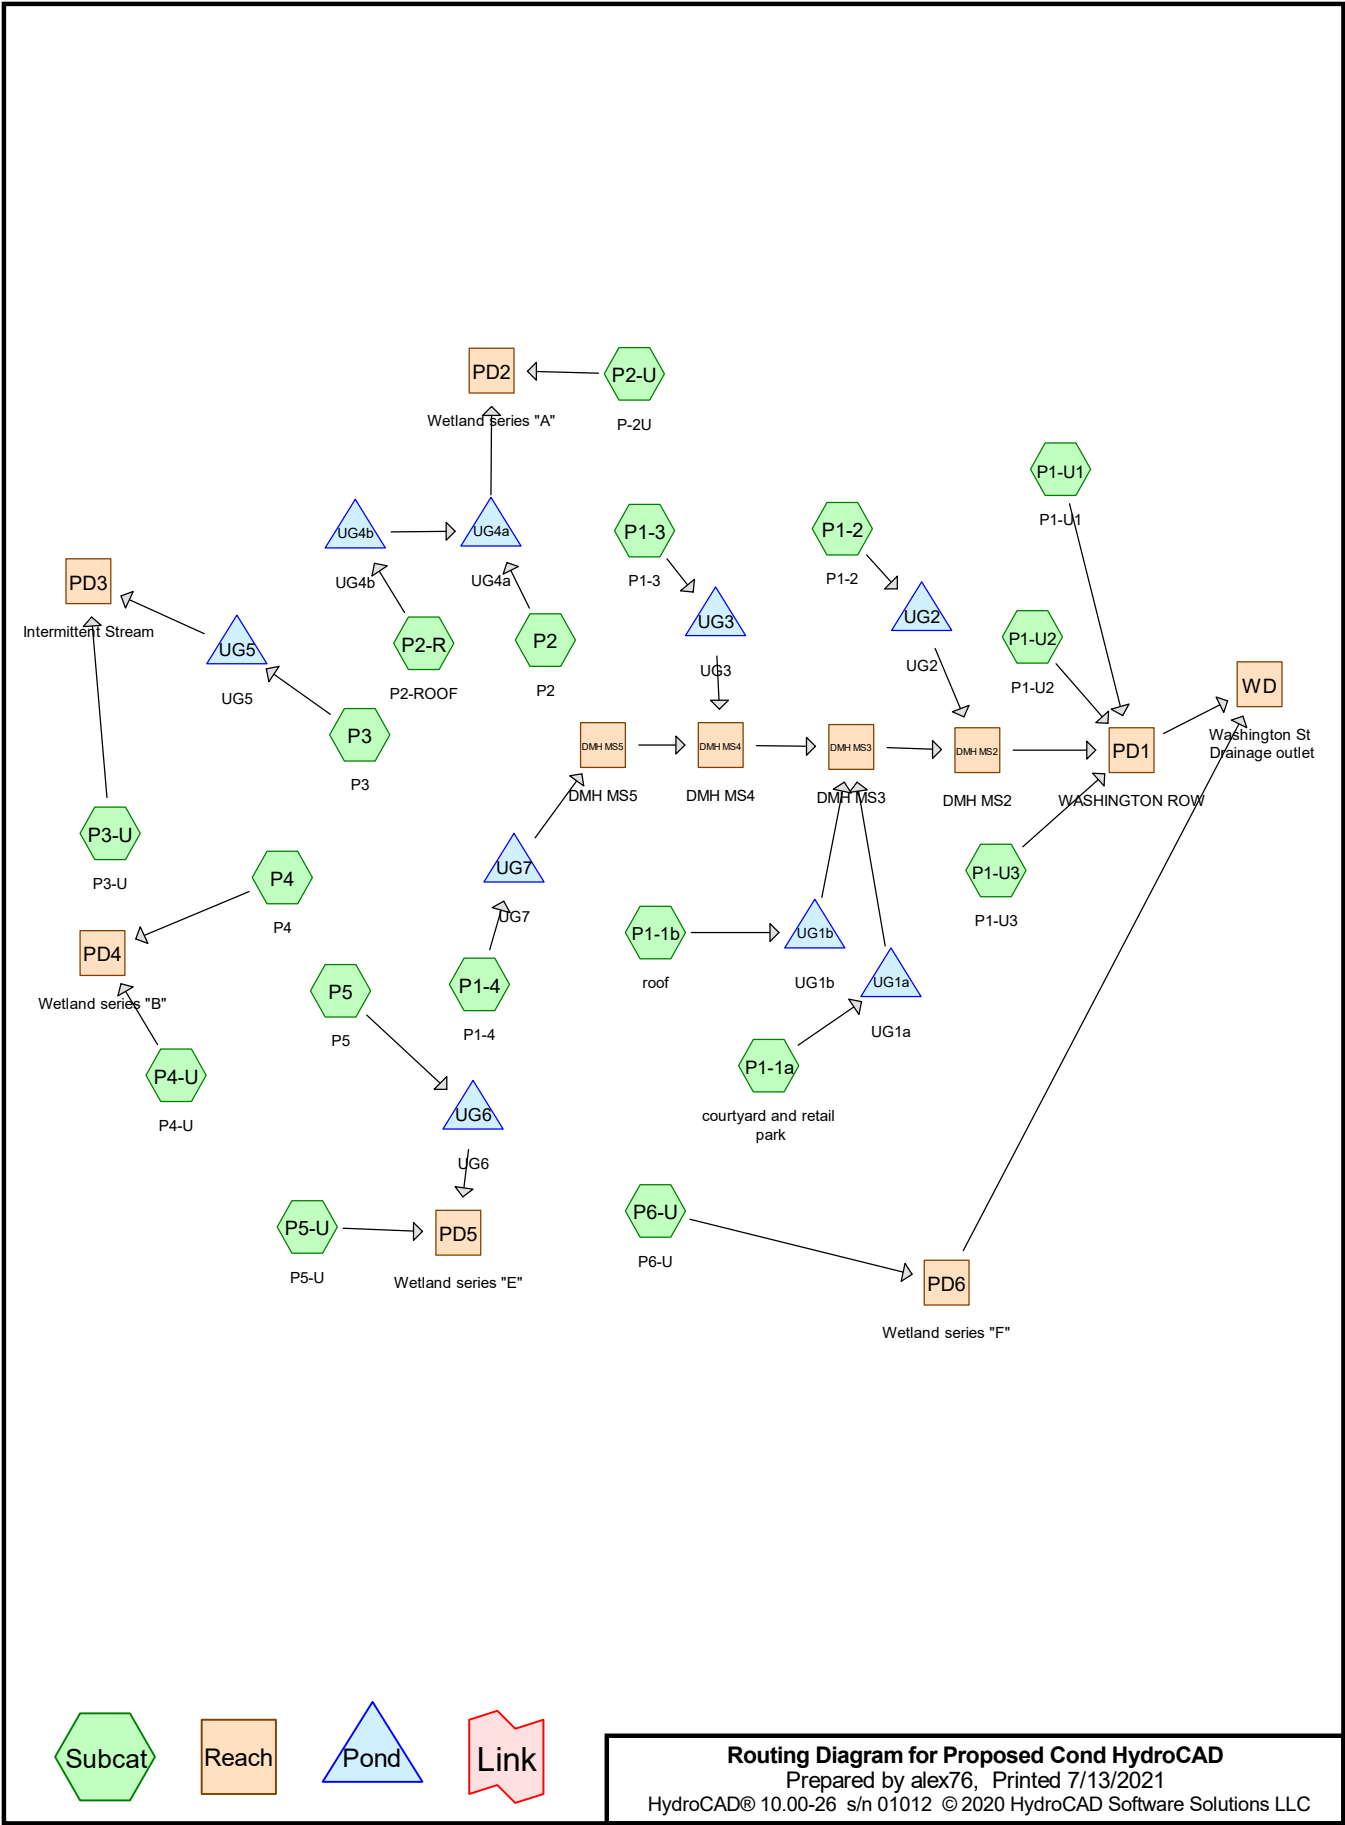 PD2
Wetland series "A"
P2-U
P-2U
P1-U1
P1-U1
UG4b
UG4b
UG4a
UG4a
P1-3
P1-3
P1-2
P1-2
PD3
Intermittent Stream
UG5
UG5
P2-R
P2-ROOF
P2
P2
UG3
UG3
UG2
UG2
P1-U2
P1-U2
WD
Washington St
Drainage outlet
P3
P3
DMH MS5
DMH MS5
DMH MS4
DMH MS4
DMH MS3
DMH MS3
DMH MS2
DMH MS2
PD1
WASHINGTON ROW
P3-U
P3-U
P4
P4
UG7
UG7
P1-U3
P1-U3
PD4
Wetland series "B"
P5
P5
P1-4
P1-4
P1-1b
roof
UG1b
UG1b
UG1a
UG1a
P4-U
P4-U
P1-1a
courtyard and retail
park
UG6
UG6
P5-U
P5-U
PD5
Wetland series "E"
P6-U
P6-U
PD6
Wetland series "F"
Subcat
Reach
Pond
Link
Routing Diagram for Proposed Cond HydroCAD
Prepared by alex76, Printed 7/13/2021
HydroCAD® 10.00-26 s/n 01012 © 2020 HydroCAD Software Solutions LLC